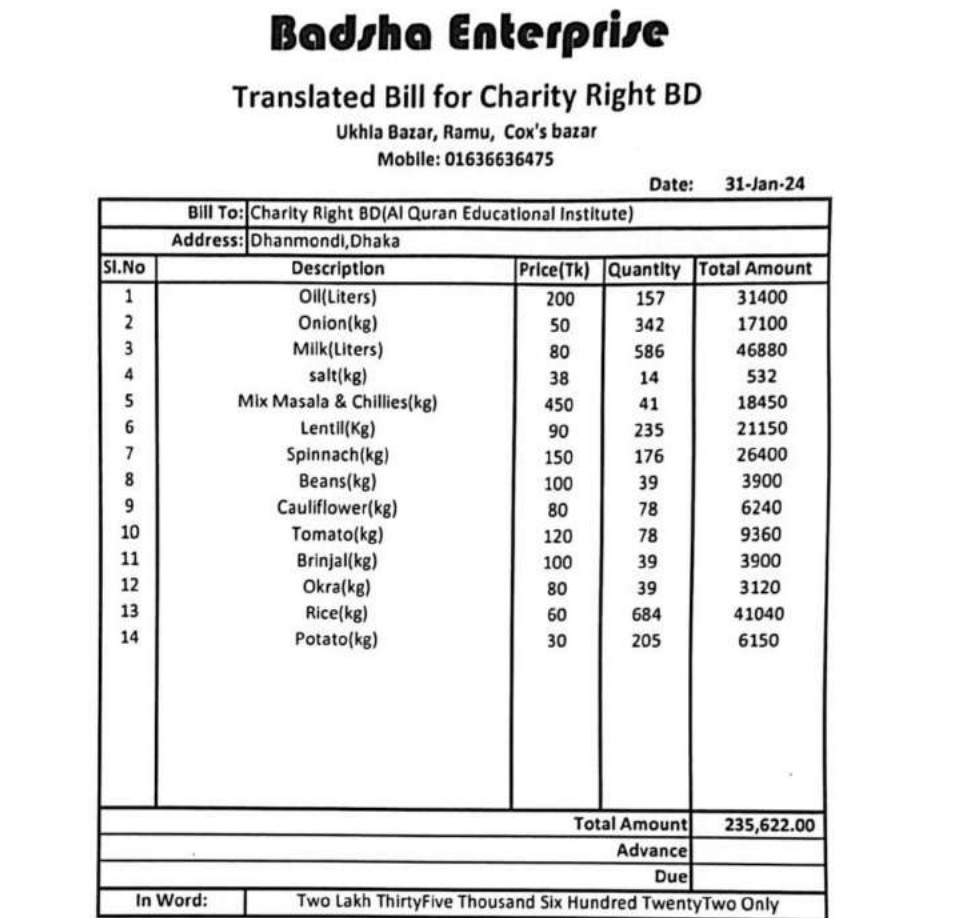 Badsha Enterprise
Translated Bill for Charity Right BD
Ukhla Bazar, Ramu, Cox's bazar
Mobile: 01636636475
Date: 31-Jan-24
Bill To: Charity Right BD(Al Quran Educational Institute)
Address: Dhanmondi,Dhaka
Sl.No Description Price(Tk) Quantity Total Amount
1 Oil(Liters) 200 157 31400
2 Onion(kg) 50 342 17100
3 Milk(Liters) 80 586 46880
4 salt(kg) 38 14 532
5 Mix Masala & Chillies(kg) 450 41 18450
6 Lentil(Kg) 90 235 21150
7 Spinnach(kg) 150 176 26400
8 Beans(kg) 100 39 3900
9 Cauliflower(kg) 80 78 6240
10 Tomato(kg) 120 78 9360
11 Brinjal(kg) 100 39 3900
12 Okra(kg) 80 39 3120
13 Rice(kg) 60 684 41040
14 Potato(kg) 30 205 6150
Total Amount 235,622.00
Advance
Due
In Word: Two Lakh ThirtyFive Thousand Six Hundred TwentyTwo Only